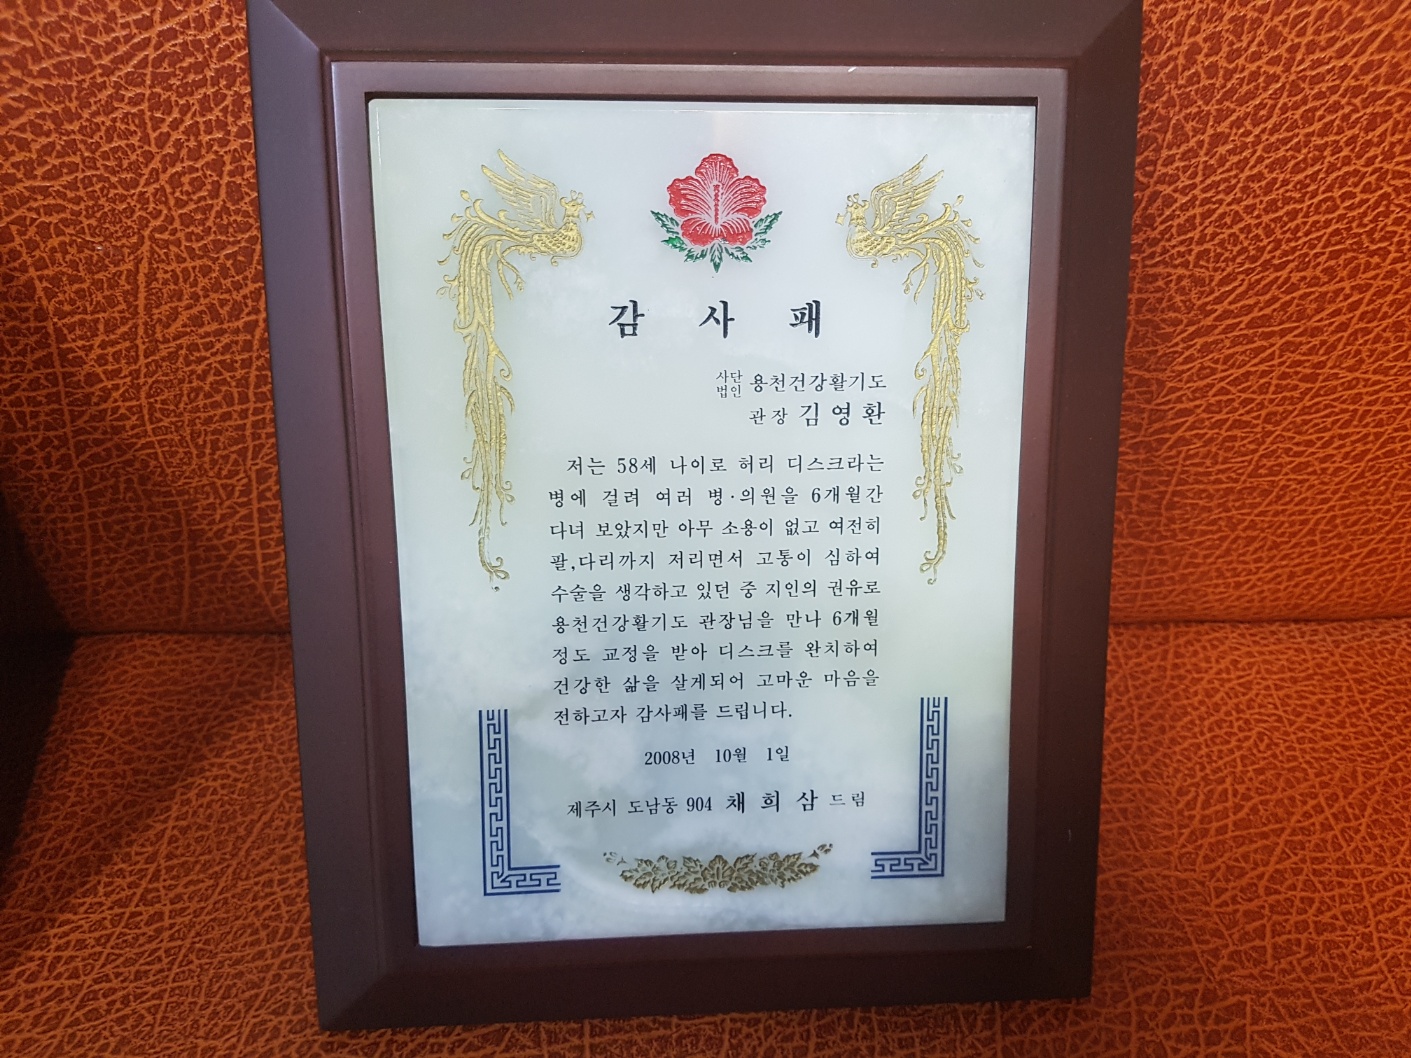 감 사 패
사단법인 용천건강활기도
관장 김영환
저는 58세 나이로 허리 디스크라는
병에 걸려 여러 병·의원을 6개월간
다녀 보았지만 아무 소용이 없고 여전히
팔,다리까지 저리면서 고통이 심하여
수술을 생각하고 있던 중 지인의 권유로
용천건강활기도 관장님을 만나 6개월
정도 교정을 받아 디스크를 완치하여
건강한 삶을 살게되어 고마운 마음을
전하고자 감사패를 드립니다.
2008년 10월 1일
제주시 도남동 904 채 희 삼 드림